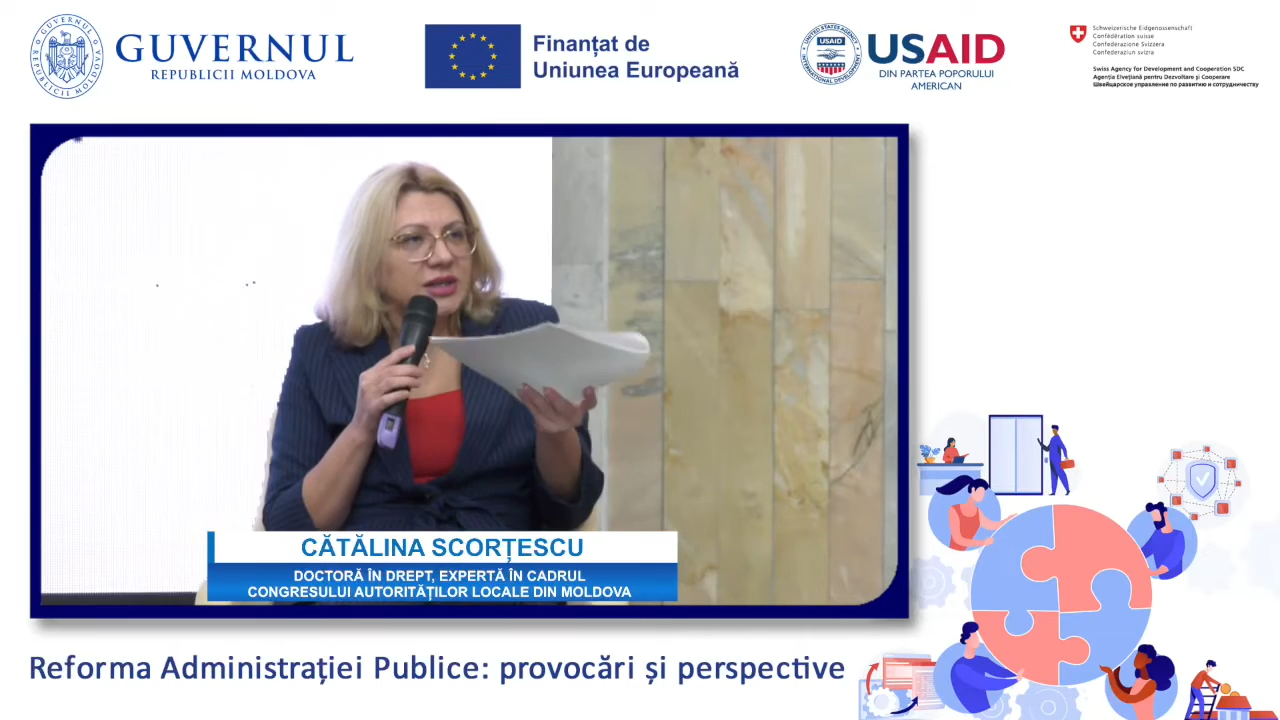 GUVERNUL
REPUBLICII MOLDOVA
Finanțat de
Uniunea Europeană
USAID
USAID
DIN PARTEA POPORULUI
AMERICAN
Schweizerische Eidgenossenschaft
Confédération suisse
Confederazione Svizzera
Confederaziun svizra
Swiss Agency for Development and Cooperation SDC
Agenția Elvețiană pentru Dezvoltare și Cooperare
Швейцарское управление по развитию и сотрудничеству
CĂTĂLINA SCORȚESCU
DOCTORĂ ÎN DREPT, EXPERTĂ ÎN CADRUL
CONGRESULUI AUTORITĂȚILOR LOCALE DIN MOLDOVA
Reforma Administrației Publice: provocări și perspective